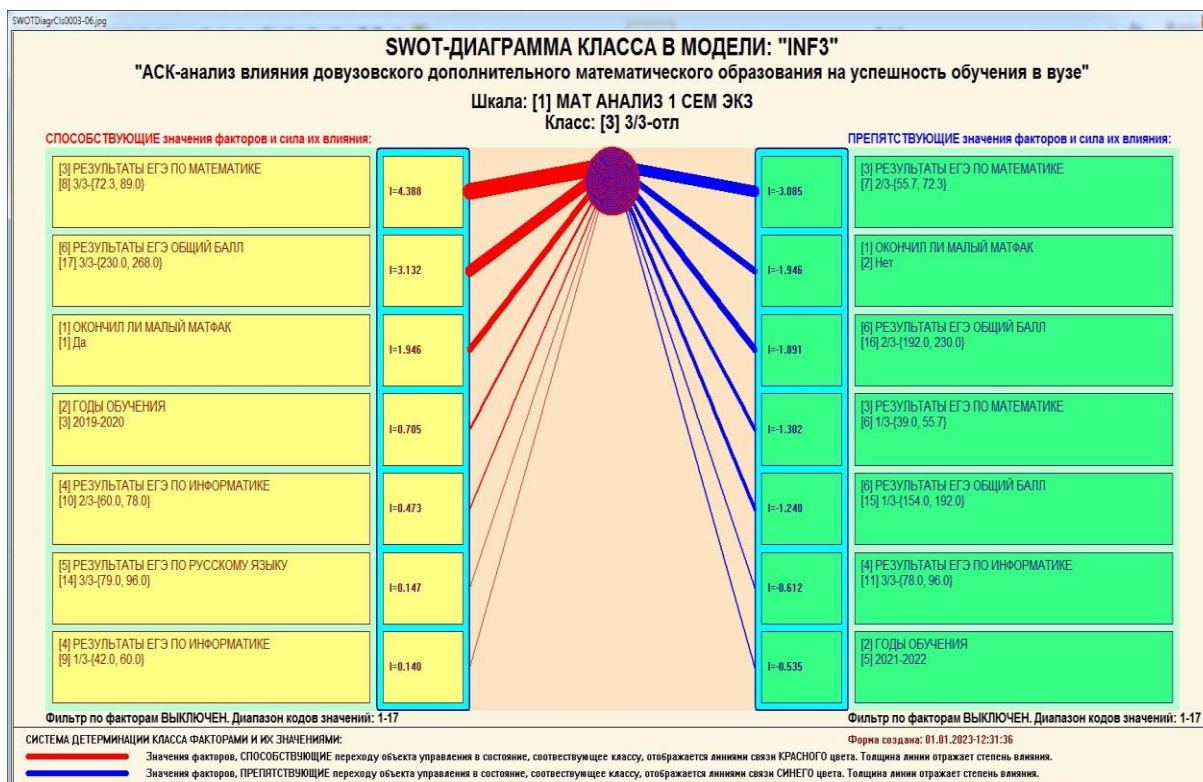 SWOTDiagrCls0003-06.jpg
SWOT-ДИАГРАММА КЛАССА В МОДЕЛИ: "INF3"
"АСК-анализ влияния довузовского дополнительного математического образования на успешность обучения в вузе"
Шкала: [1] МАТ АНАЛИЗ 1 СЕМ ЭКЗ
Класс: [3] 3/3-отл
СПОСОБСТВУЮЩИЕ значения факторов и сила их влияния:
[3] РЕЗУЛЬТАТЫ ЕГЭ ПО МАТЕМАТИКЕ
[8] 3/3-{72.3, 89.0}
I=4.388
[6] РЕЗУЛЬТАТЫ ЕГЭ ОБЩИЙ БАЛЛ
[17] 3/3-{230.0, 268.0}
I=3.132
[1] ОКОНЧИЛ ЛИ МАЛЫЙ МАТФАК
[1] Да
I=1.946
[2] ГОДЫ ОБУЧЕНИЯ
[3] 2019-2020
I=0.705
[4] РЕЗУЛЬТАТЫ ЕГЭ ПО ИНФОРМАТИКЕ
[10] 2/3-{60.0, 78.0}
I=0.473
[5] РЕЗУЛЬТАТЫ ЕГЭ ПО РУССКОМУ ЯЗЫКУ
[14] 3/3-{79.0, 96.0}
I=0.147
[4] РЕЗУЛЬТАТЫ ЕГЭ ПО ИНФОРМАТИКЕ
[9] 1/3-{42.0, 60.0}
I=0.140
Фильтр по факторам ВЫКЛЮЧЕН. Диапазон кодов значений: 1-17
ПРЕПЯТСТВУЮЩИЕ значения факторов и сила их влияния:
I=-3.085
[3] РЕЗУЛЬТАТЫ ЕГЭ ПО МАТЕМАТИКЕ
[7] 2/3-{55.7, 72.3}
I=-1.946
[1] ОКОНЧИЛ ЛИ МАЛЫЙ МАТФАК
[2] Нет
I=-1.891
[6] РЕЗУЛЬТАТЫ ЕГЭ ОБЩИЙ БАЛЛ
[16] 2/3-{192.0, 230.0}
I=-1.302
[3] РЕЗУЛЬТАТЫ ЕГЭ ПО МАТЕМАТИКЕ
[6] 1/3-{39.0, 55.7}
I=-1.240
[6] РЕЗУЛЬТАТЫ ЕГЭ ОБЩИЙ БАЛЛ
[15] 1/3-{154.0, 192.0}
I=-0.612
[4] РЕЗУЛЬТАТЫ ЕГЭ ПО ИНФОРМАТИКЕ
[11] 3/3-{78.0, 96.0}
I=-0.535
[2] ГОДЫ ОБУЧЕНИЯ
[5] 2021-2022
Фильтр по факторам ВЫКЛЮЧЕН. Диапазон кодов значений: 1-17
СИСТЕМА ДЕТЕРМИНАЦИИ КЛАССА ФАКТОРАМИ И ИХ ЗНАЧЕНИЯМИ:
Форма создана: 01.01.2023-12:31:36
Значения факторов, СПОСОБСТВУЮЩИЕ переходу объекта управления в состояние, соотвествующее классу, отображается линиями связи КРАСНОГО цвета. Толщина линии отражает степень влияния.
Значения факторов, ПРЕПЯТСТВУЮЩИЕ переходу объекта управления в состояние, соотвествующее классу, отображается линиями связи СИНЕГО цвета. Толщина линии отражает степень влияния.